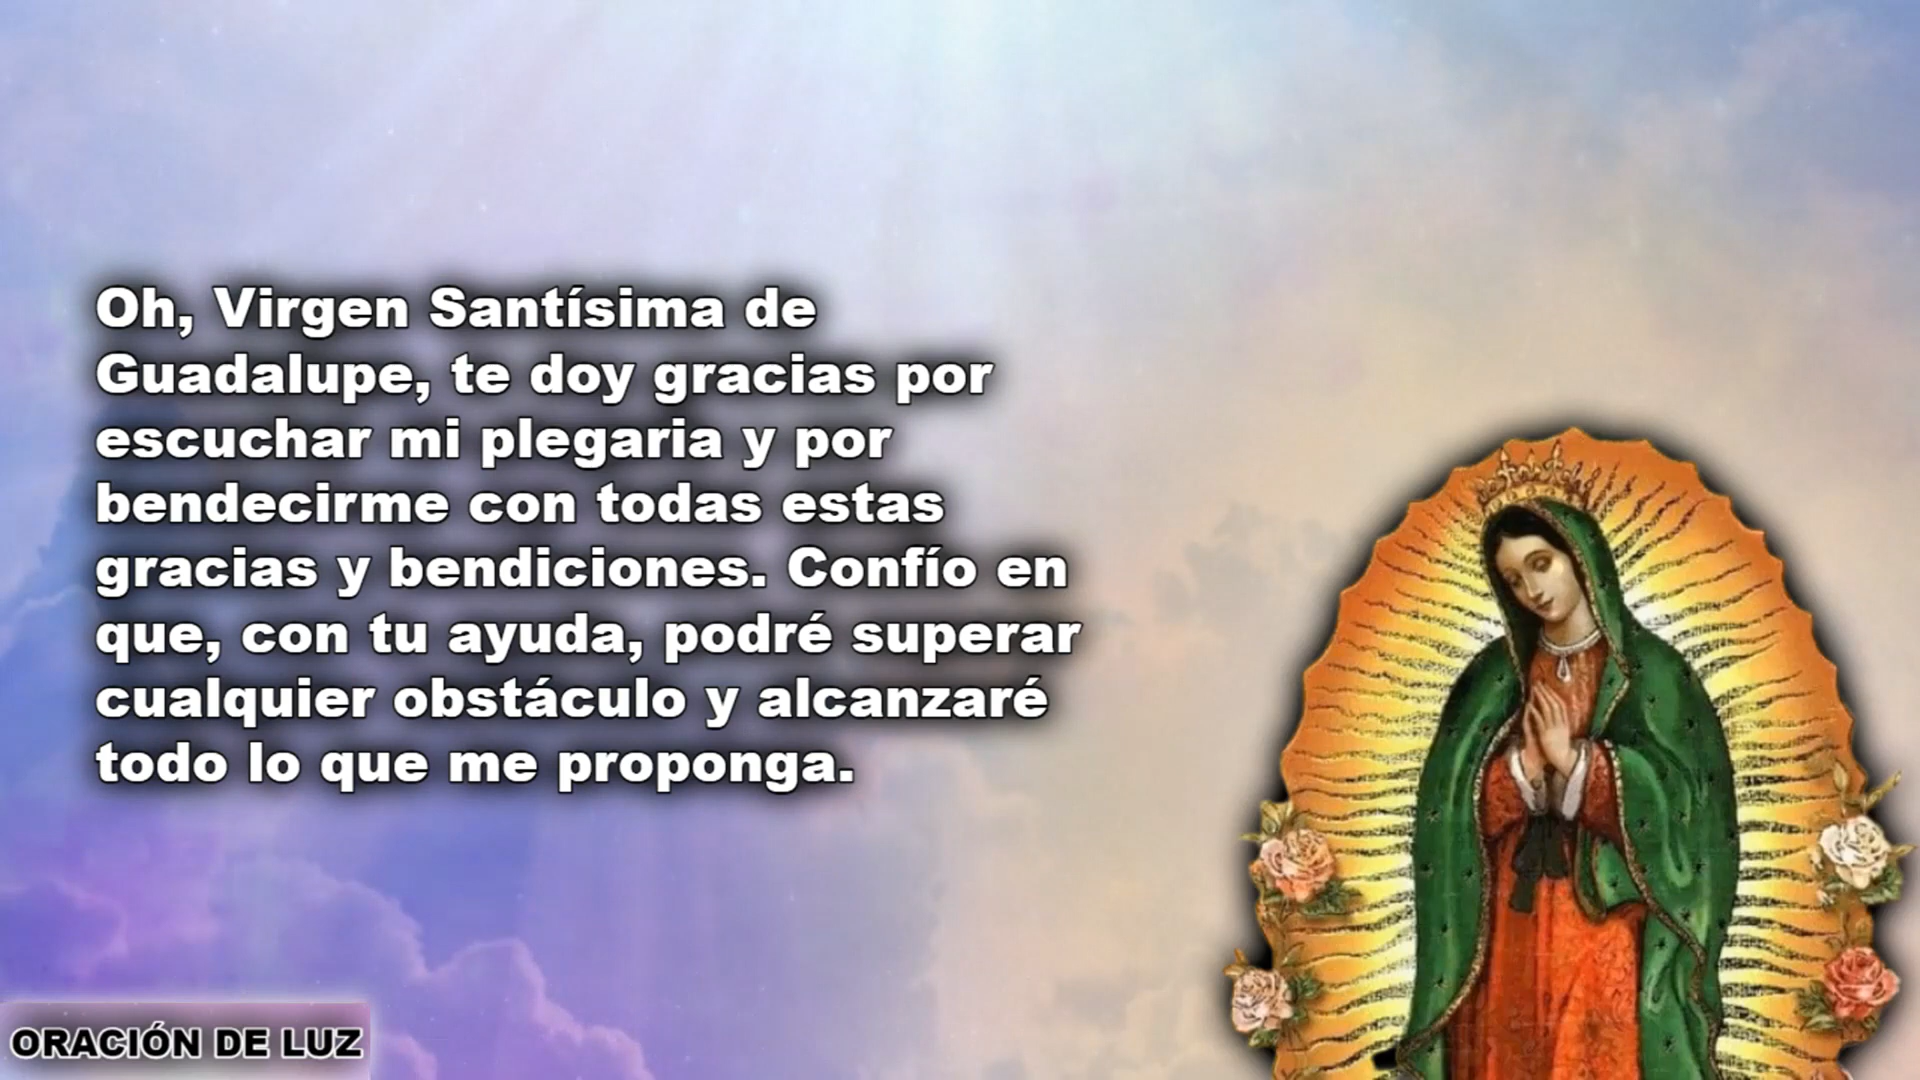 Oh, Virgen Santísima de
Guadalupe, te doy gracias por
escuchar mi plegaria y por
bendecirme con todas estas
gracias y bendiciones. Confío en
que, con tu ayuda, podré superar
cualquier obstáculo y alcanzaré
todo lo que me proponga.
ORACIÓN DE LUZ